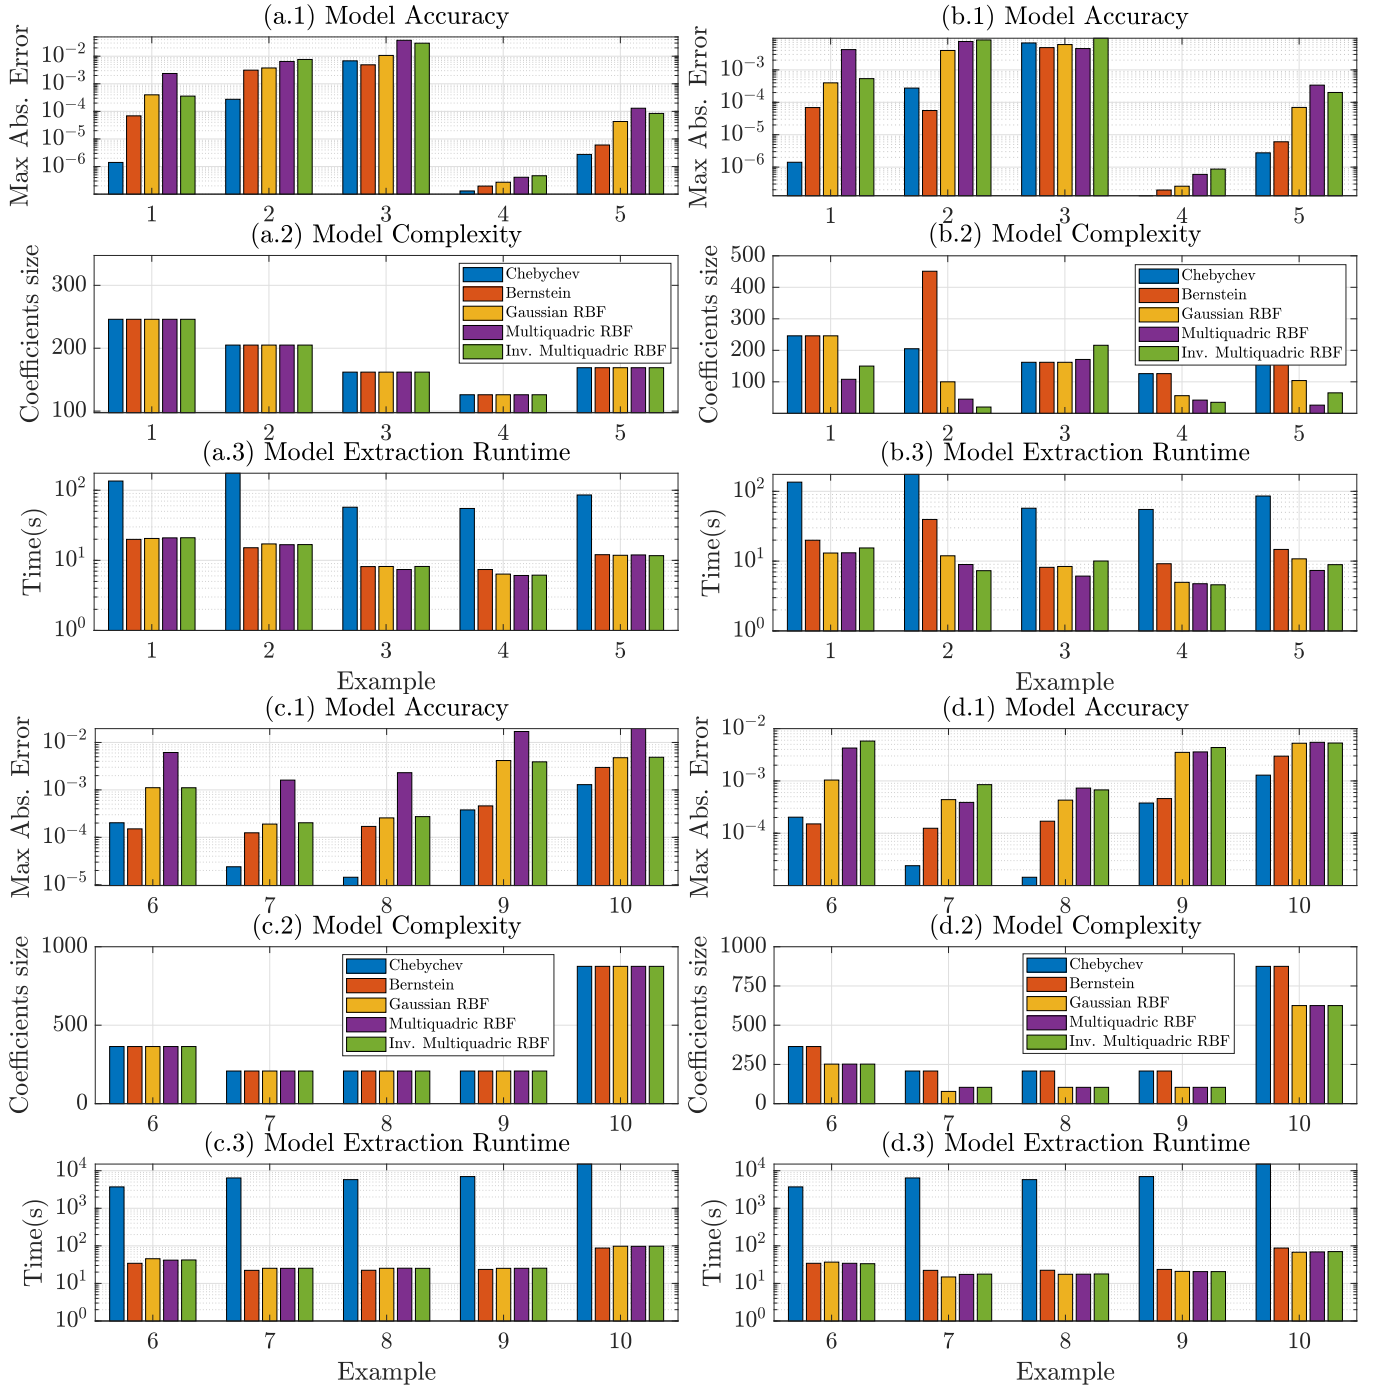 (a.1) Model Accuracy
Max Abs. Error
10^-2
10^-3
10^-4
10^-5
10^-6
1 2 3 4 5
(a.2) Model Complexity
Coefficients size
300
200
100
Chebychev
Bernstein
Gaussian RBF
Multiquadric RBF
Inv. Multiquadric RBF
1 2 3 4 5
(a.3) Model Extraction Runtime
Time(s)
10^2
10^1
10^0
1 2 3 4 5
Example
(b.1) Model Accuracy
Max Abs. Error
10^-3
10^-4
10^-5
10^-6
1 2 3 4 5
(b.2) Model Complexity
Coefficients size
500
400
300
200
100
Chebychev
Bernstein
Gaussian RBF
Multiquadric RBF
Inv. Multiquadric RBF
1 2 3 4 5
(b.3) Model Extraction Runtime
Time(s)
10^2
10^1
10^0
1 2 3 4 5
Example
(c.1) Model Accuracy
Max Abs. Error
10^-2
10^-3
10^-4
10^-5
6 7 8 9 10
(c.2) Model Complexity
Coefficients size
1000
500
0
Chebychev
Bernstein
Gaussian RBF
Multiquadric RBF
Inv. Multiquadric RBF
6 7 8 9 10
(c.3) Model Extraction Runtime
Time(s)
10^4
10^3
10^2
10^1
10^0
6 7 8 9 10
Example
(d.1) Model Accuracy
Max Abs. Error
10^-2
10^-3
10^-4
6 7 8 9 10
(d.2) Model Complexity
Coefficients size
1000
750
500
250
0
Chebychev
Bernstein
Gaussian RBF
Multiquadric RBF
Inv. Multiquadric RBF
6 7 8 9 10
(d.3) Model Extraction Runtime
Time(s)
10^4
10^3
10^2
10^1
10^0
6 7 8 9 10
Example